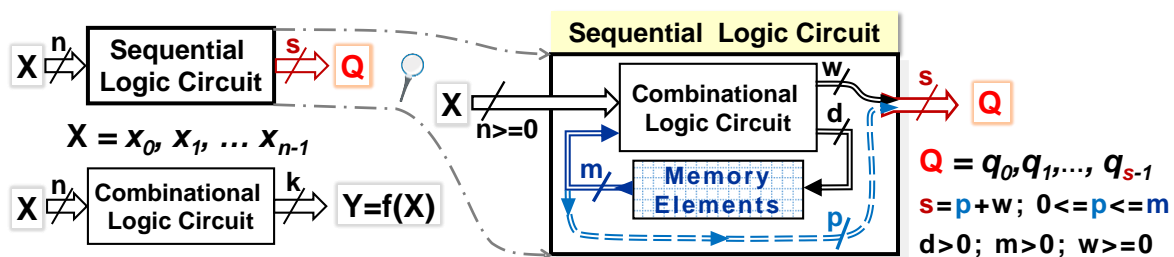 X
n
Sequential
Logic Circuit
s
Q
X = x0, x1, ... xn-1
X
n
Combinational
Logic Circuit
k
Y=f(X)
Sequential Logic Circuit
X
n>=0
Combinational
Logic Circuit
w
d
m
Memory
Elements
p
s
Q
Q = q0,q1,..., qs-1
s=p+w; 0<=p<=m
d>0; m>0; w>=0